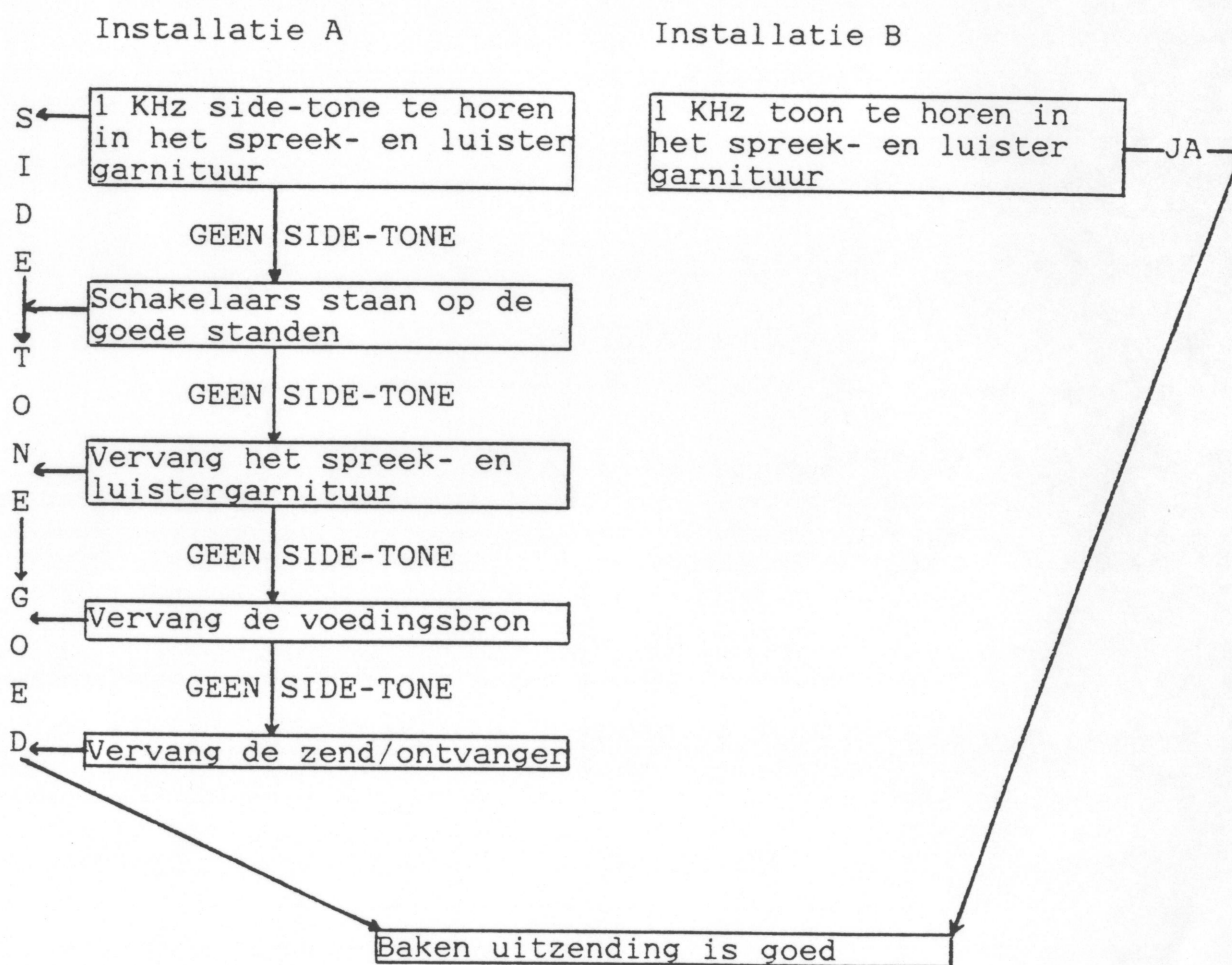 Installatie A
Installatie B
1 KHz side-tone te horen
in het spreek- en luister
garnituur
1 KHz toon te horen in
het spreek- en luister
garnituur
JA
GEEN SIDE-TONE
Schakelaars staan op de
goede standen
GEEN SIDE-TONE
Vervang het spreek- en
luistergarnituur
GEEN SIDE-TONE
Vervang de voedingsbron
GEEN SIDE-TONE
Vervang de zend/ontvanger
SIDE TONE GOED
Baken uitzending is goed